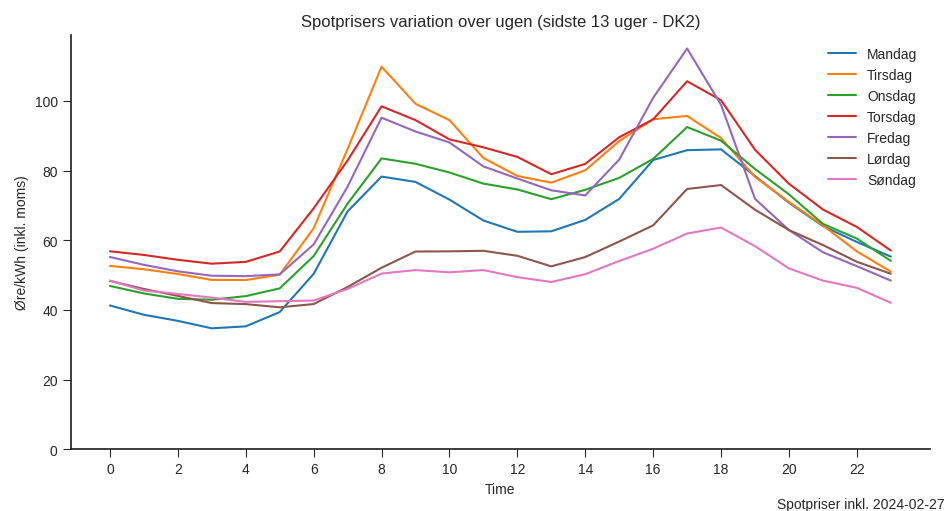 Spotprisers variation over ugen (sidste 13 uger - DK2)
Øre/kWh (inkl. moms)
100
80
60
40
20
0
Mandag
Tirsdag
Onsdag
Torsdag
Fredag
Lørdag
Søndag
0 2 4 6 8 10 12 14 16 18 20 22
Time
Spotpriser inkl. 2024-02-27